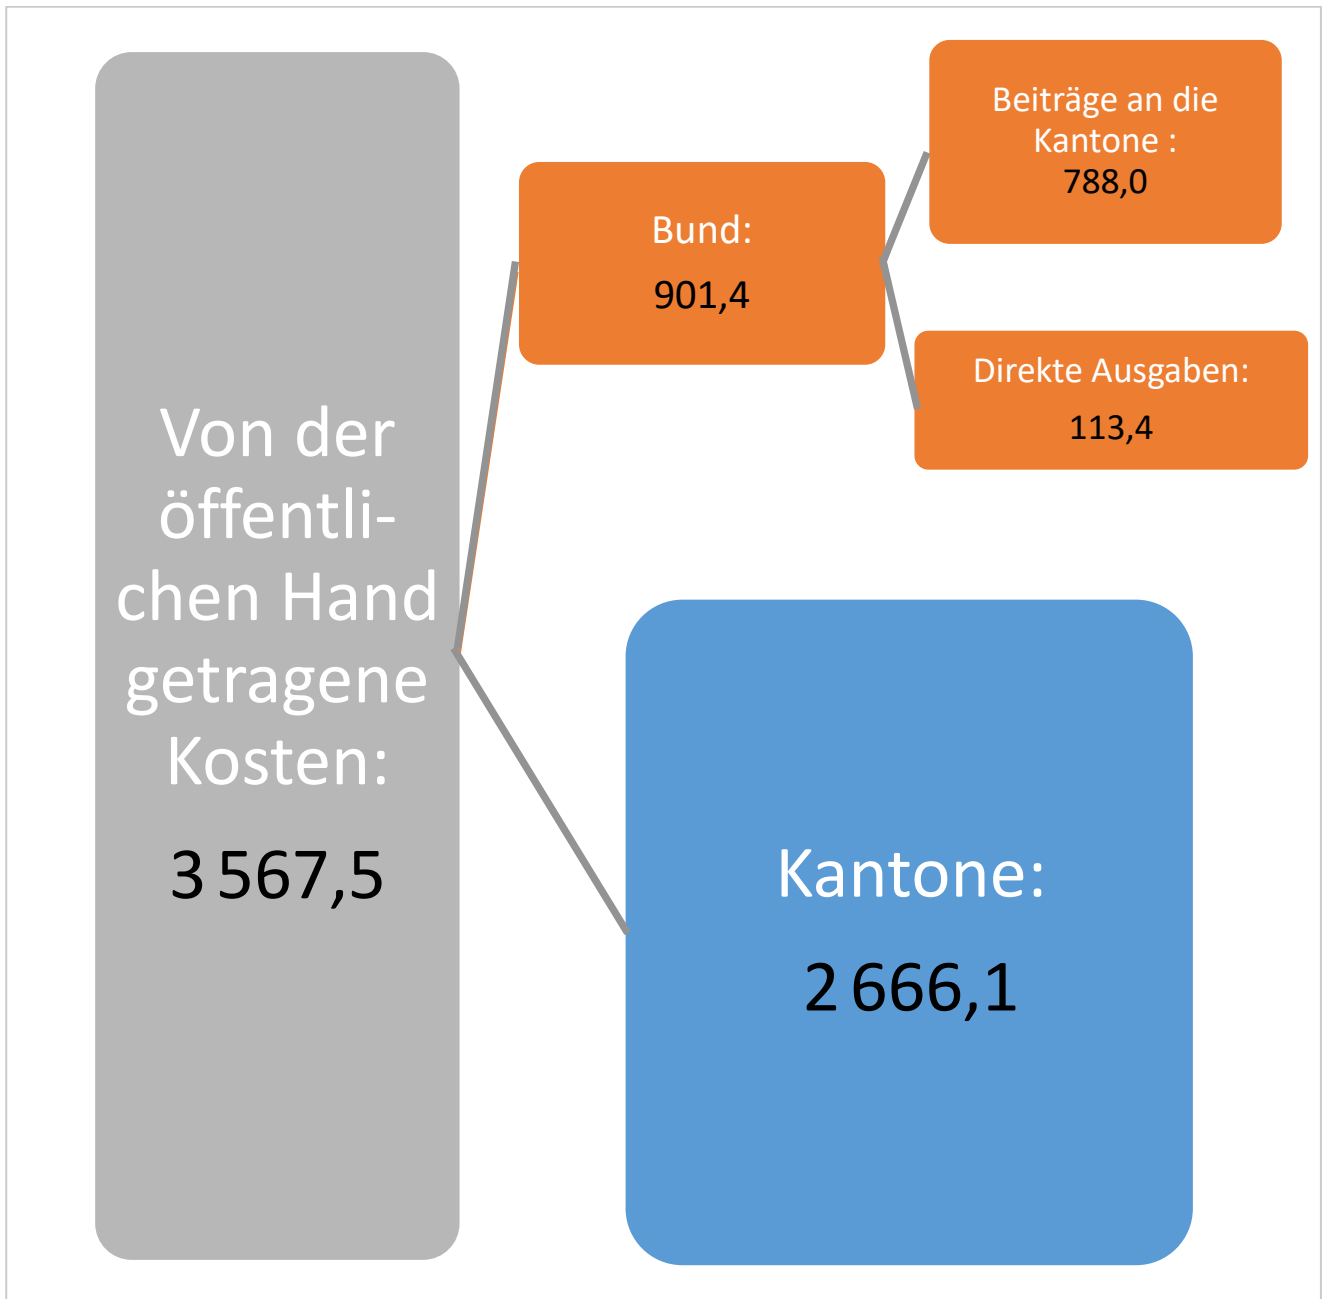 Von der
öffentli-
chen Hand
getragene
Kosten:
3 567,5
Bund:
901,4
Beiträge an die
Kantone :
788,0
Direkte Ausgaben:
113,4
Kantone:
2 666,1